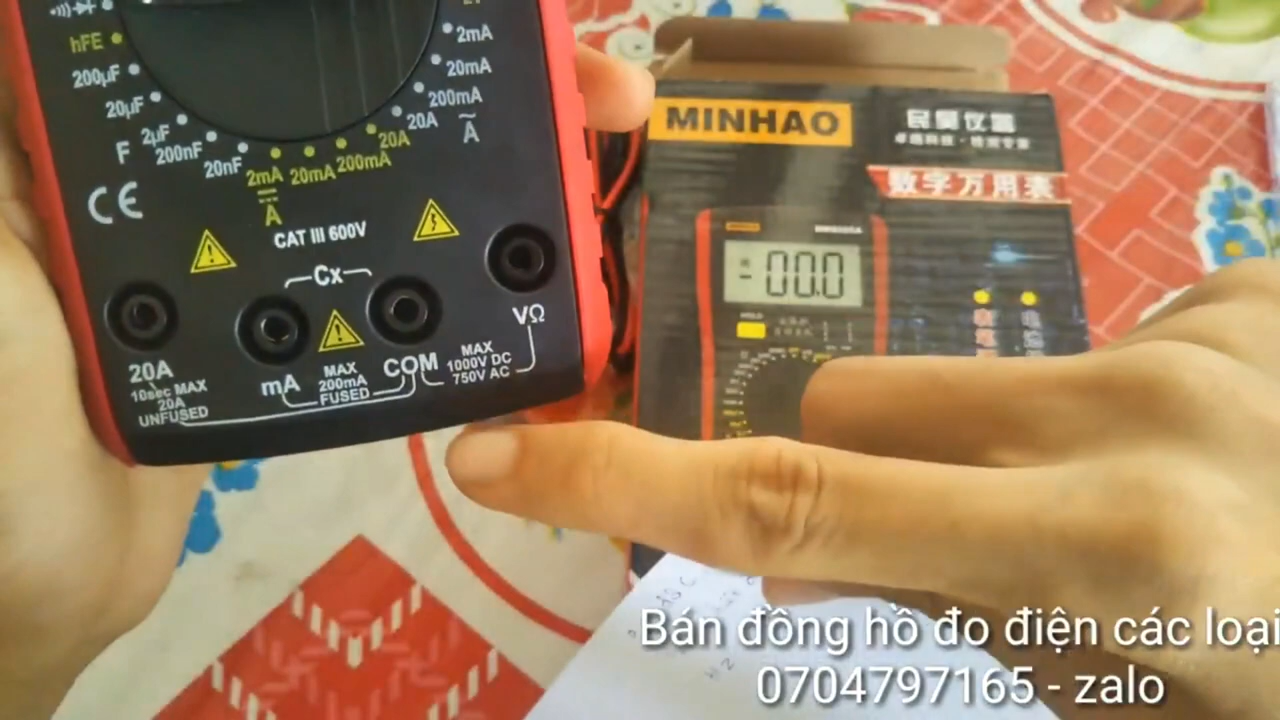 hFE
200µF
20µF
F
2µF
200nF
20nF
2mA
20mA
200mA
20A
A
2mA
20mA
200mA
20A
A
CE
CAT III 600V
Cx
20A
10sec MAX
20A
UNFUSED
mA
MAX
200mA
FUSED
COM
MAX
1000V DC
750V AC
VΩ
MINHAO
数字万用表
-00.0
HOLD
Bán đồng hồ đo điện các loại
0704797165 - zalo